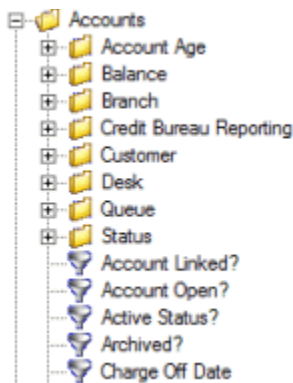 Accounts
Account Age
Balance
Branch
Credit Bureau Reporting
Customer
Desk
Queue
Status
Account Linked?
Account Open?
Active Status?
Archived?
Charge Off Date